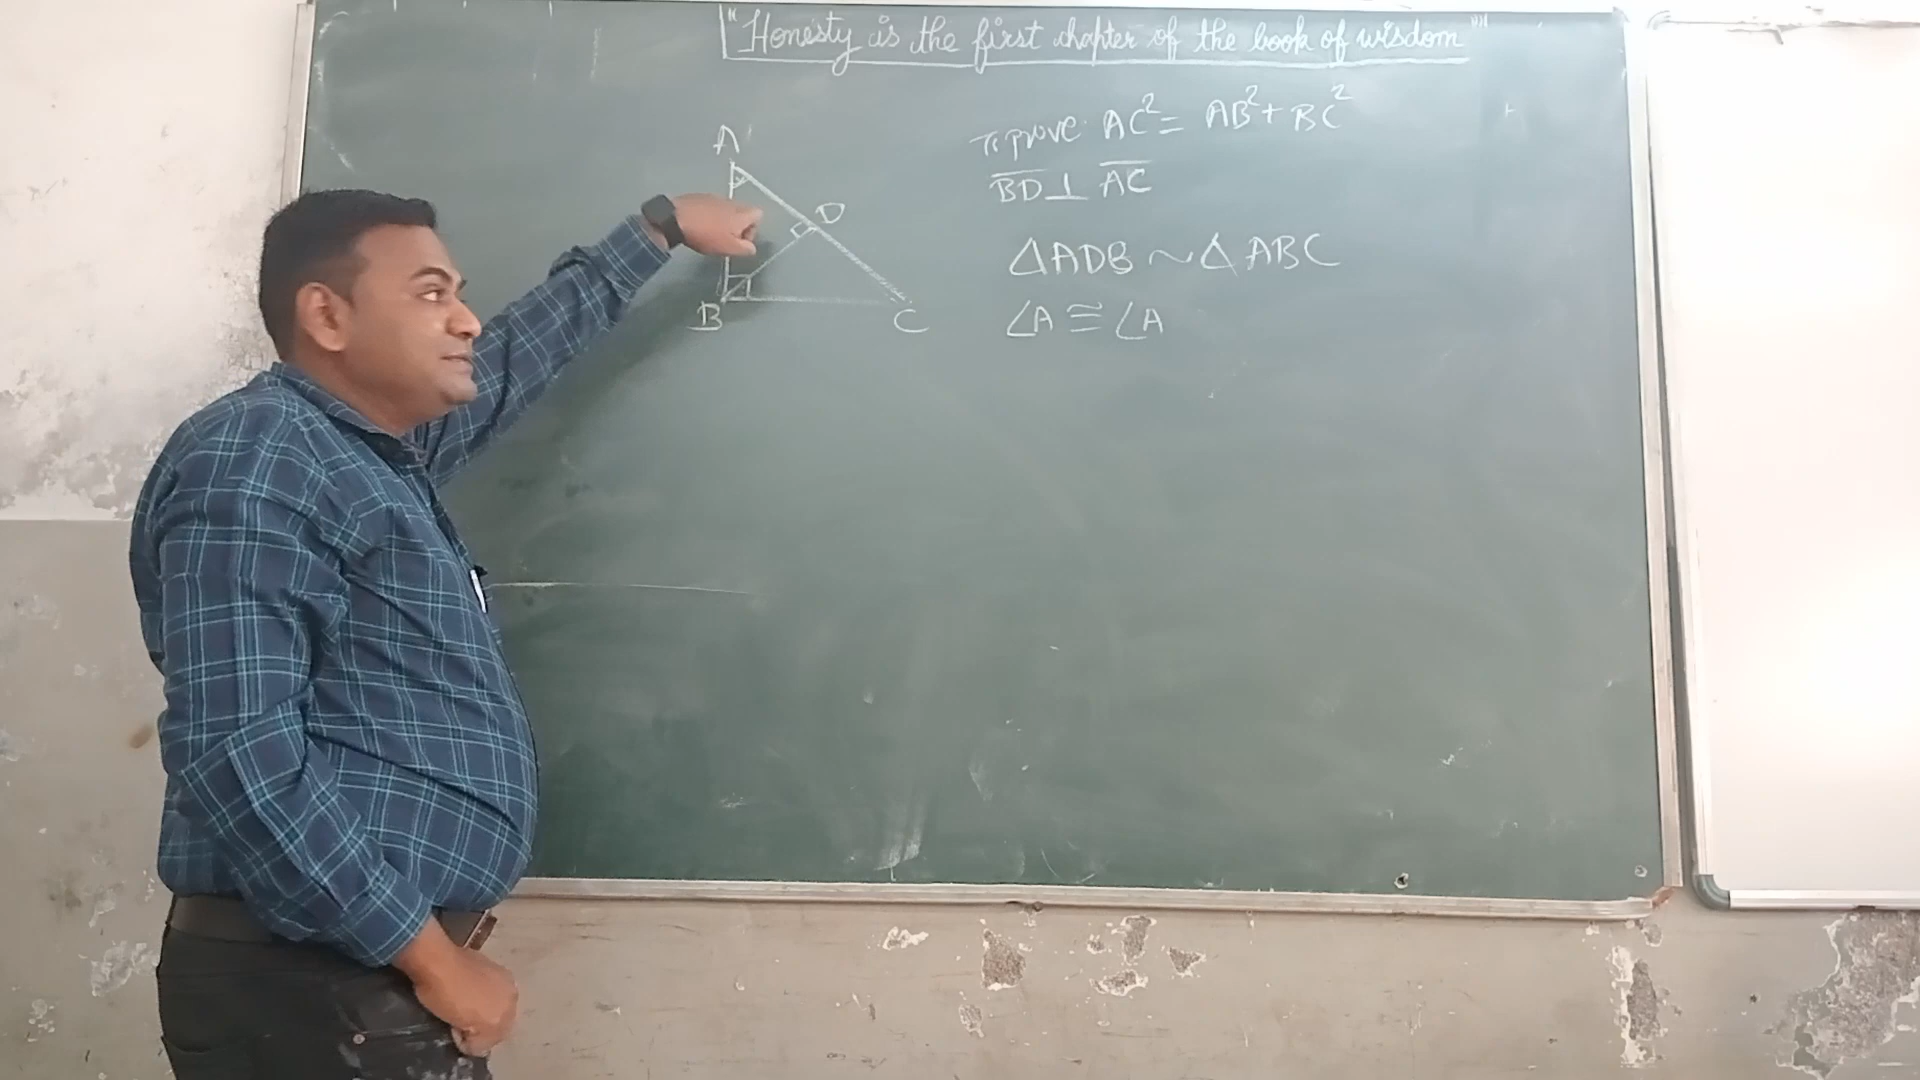 "Honesty is the first chapter of the book of wisdom"
To prove: AC² = AB² + BC²
BD ⊥ AC
△ADB ~ △ABC
∠A ≅ ∠A
A
D
B
C